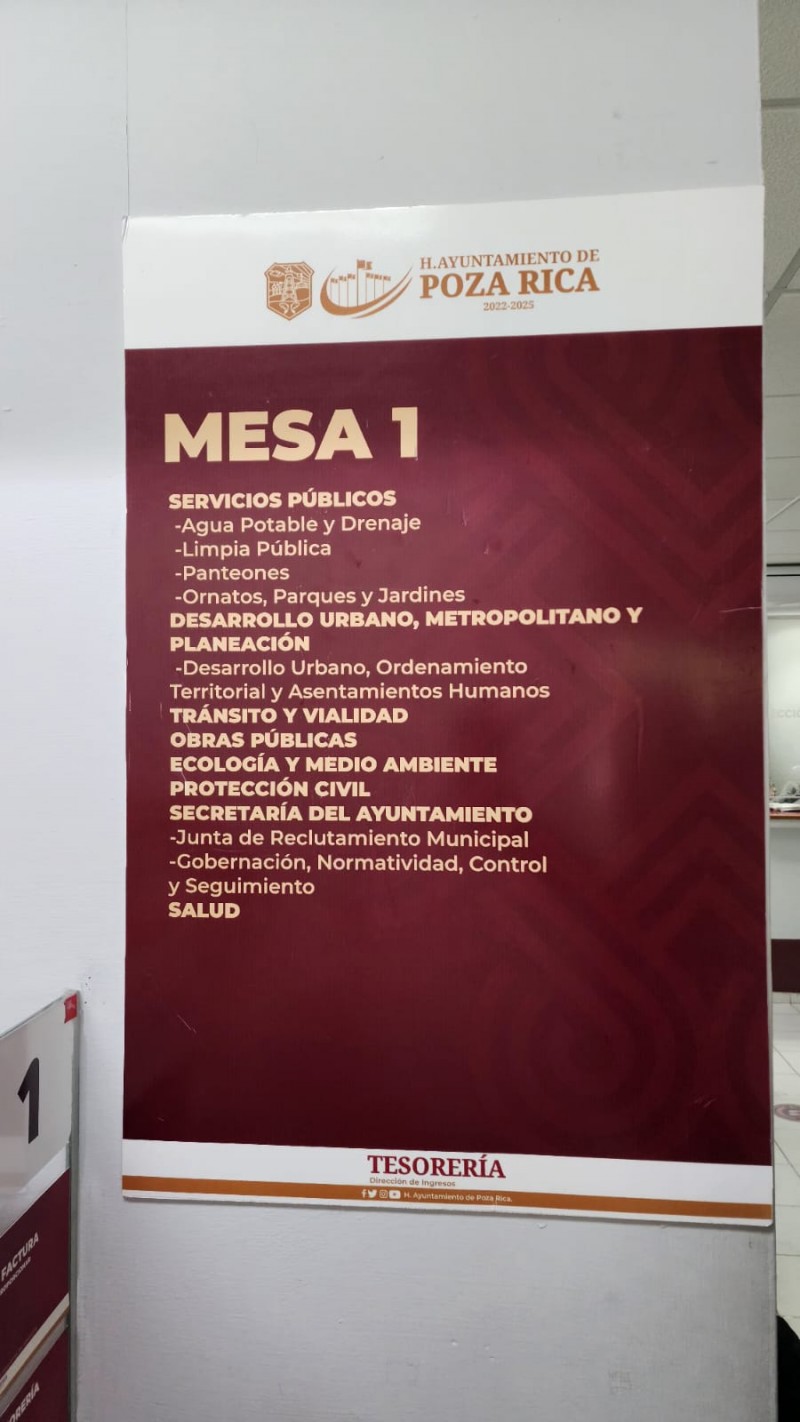 H. AYUNTAMIENTO DE
POZA RICA
2022-2025
MESA 1
SERVICIOS PÚBLICOS
-Agua Potable y Drenaje
-Limpia Pública
-Panteones
-Ornatos, Parques y Jardines
DESARROLLO URBANO, METROPOLITANO Y
PLANEACIÓN
-Desarrollo Urbano, Ordenamiento
Territorial y Asentamientos Humanos
TRÁNSITO Y VIALIDAD
OBRAS PÚBLICAS
ECOLOGÍA Y MEDIO AMBIENTE
PROTECCIÓN CIVIL
SECRETARÍA DEL AYUNTAMIENTO
-Junta de Reclutamiento Municipal
-Gobernación, Normatividad, Control
y Seguimiento
SALUD
TESORERÍA
Dirección de Ingresos
H. Ayuntamiento de Poza Rica.
1
FACTURA